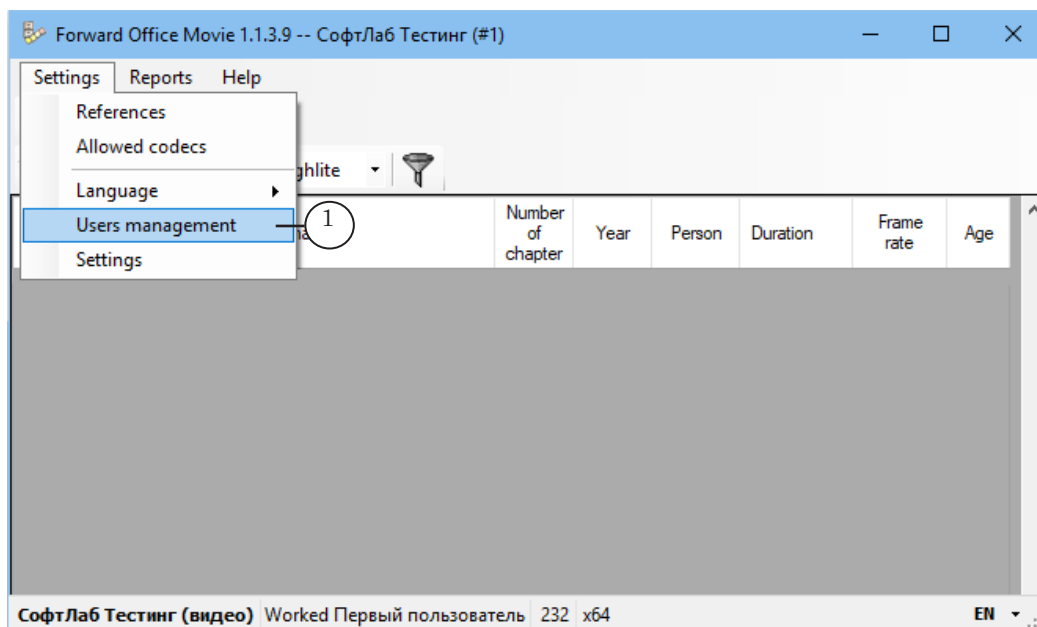 Forward Office Movie 1.1.3.9 -- СофтЛаб Тестинг (#1)
Settings Reports Help
References
Allowed codecs
ghlite
Language
Users management
1
Settings
Number of chapter
Year
Person
Duration
Frame rate
Age
СофтЛаб Тестинг (видео) Worked Первый пользователь 232 x64 EN